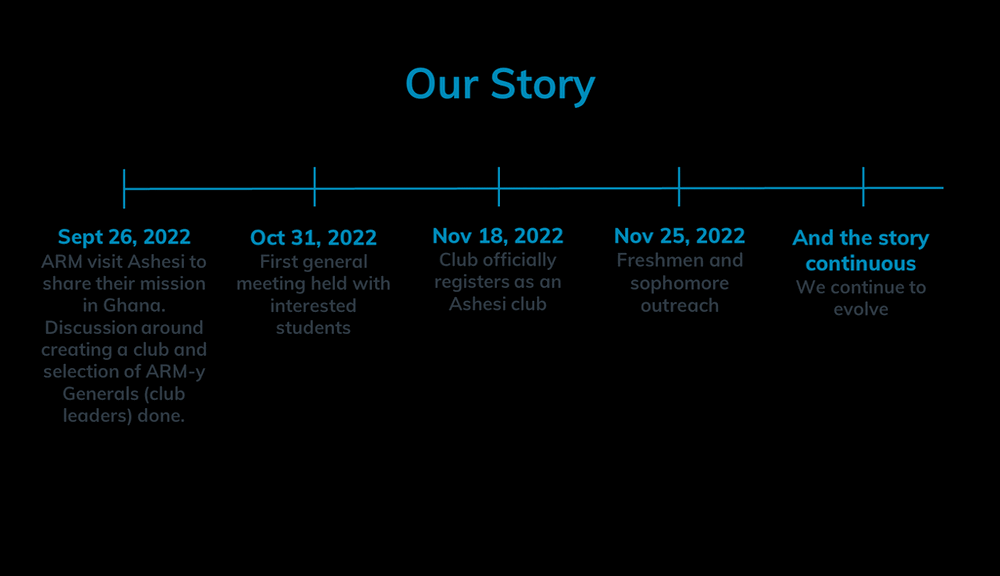 Our Story
Sept 26, 2022
ARM visit Ashesi to
share their mission
in Ghana.
Discussion around
creating a club and
selection of ARM-y
Generals (club
leaders) done.
Oct 31, 2022
First general
meeting held with
interested
students
Nov 18, 2022
Club officially
registers as an
Ashesi club
Nov 25, 2022
Freshmen and
sophomore
outreach
And the story
continuous
We continue to
evolve